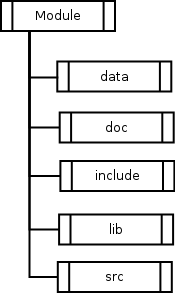 Module
data
doc
include
lib
src